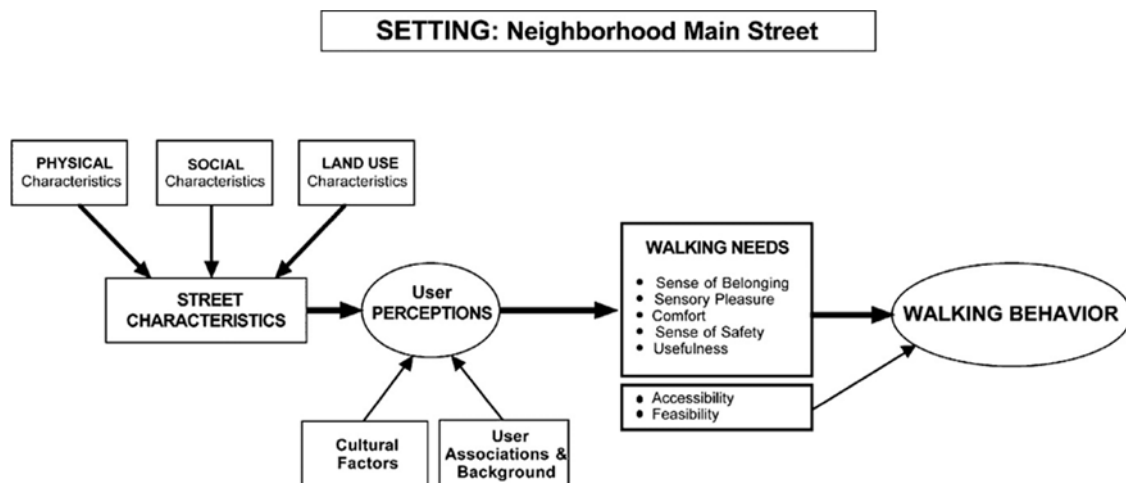 SETTING: Neighborhood Main Street
PHYSICAL
Characteristics
SOCIAL
Characteristics
LAND USE
Characteristics
STREET
CHARACTERISTICS
User
PERCEPTIONS
Cultural
Factors
User
Associations &
Background
WALKING NEEDS
• Sense of Belonging
• Sensory Pleasure
• Comfort
• Sense of Safety
• Usefulness
• Accessibility
• Feasibility
WALKING BEHAVIOR